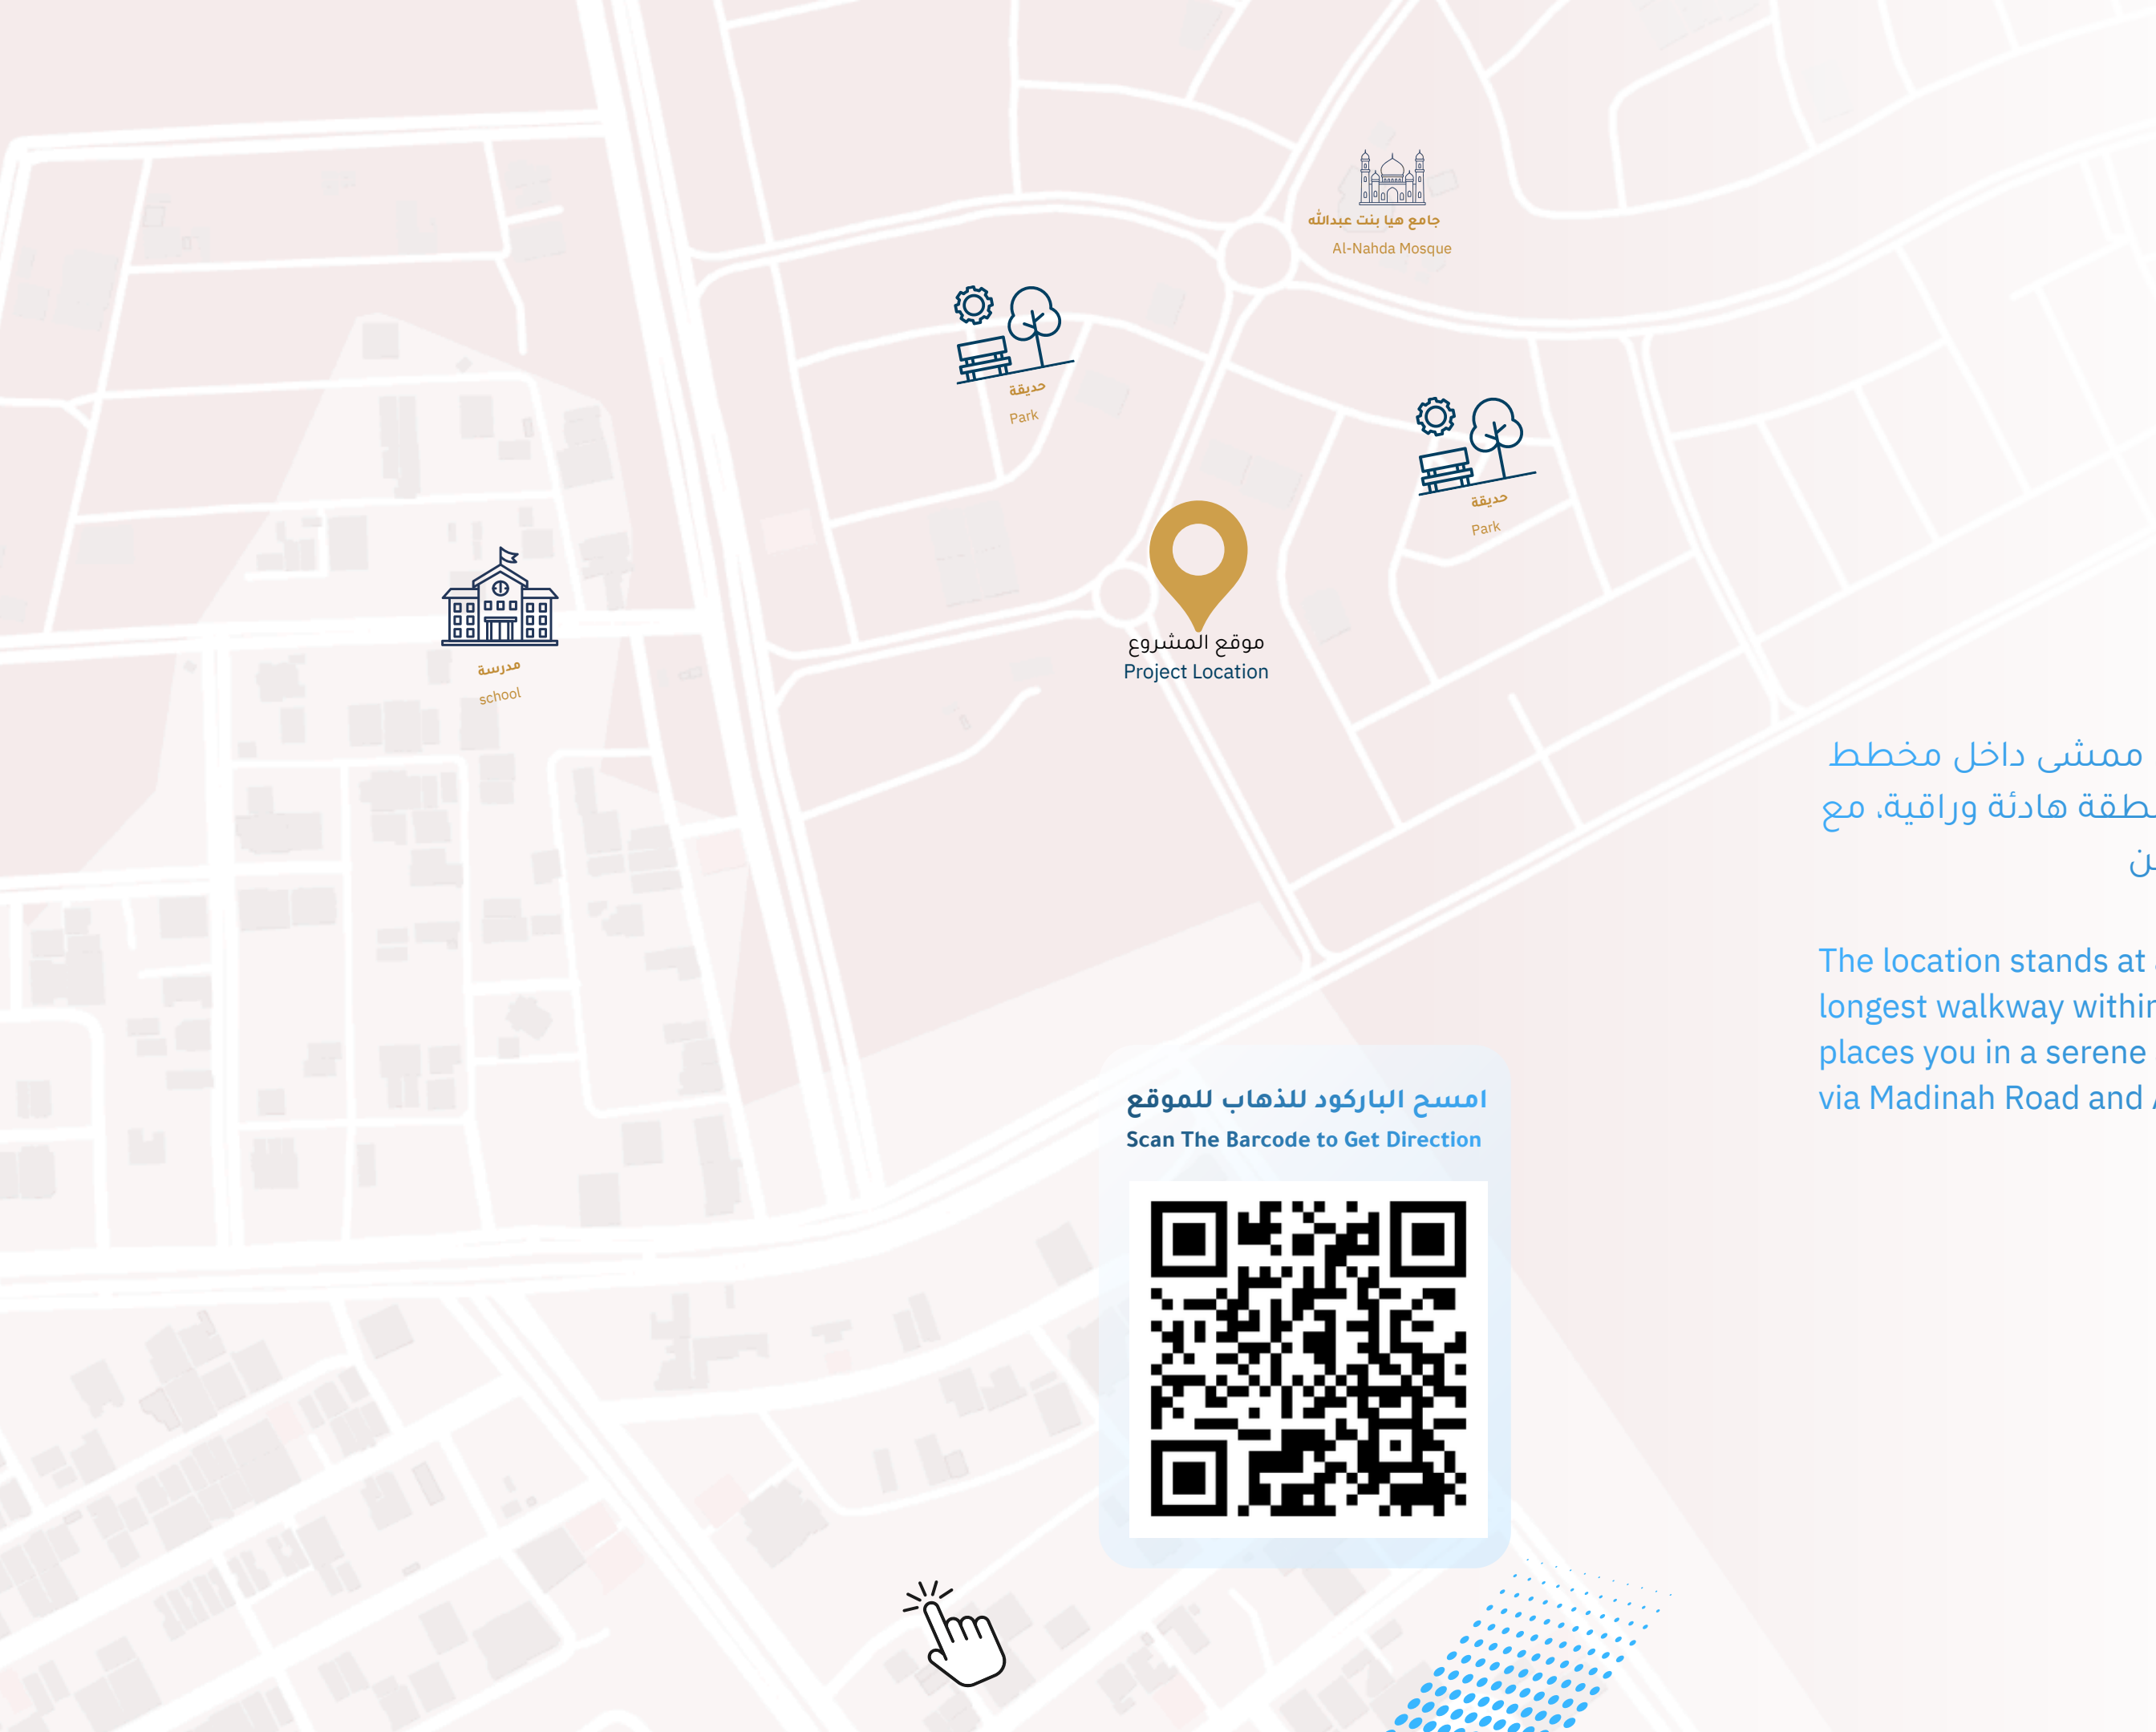 جامع هيا بنت عبدالله
Al-Nahda Mosque
حديقة
Park
حديقة
Park
مدرسة
school
موقع المشروع
Project Location
ممشى داخل مخطط
هادئة وراقية، مع
The location stands at
longest walkway within
places you in a serene
via Madinah Road and
امسح الباركود للذهاب للموقع
Scan The Barcode to Get Direction